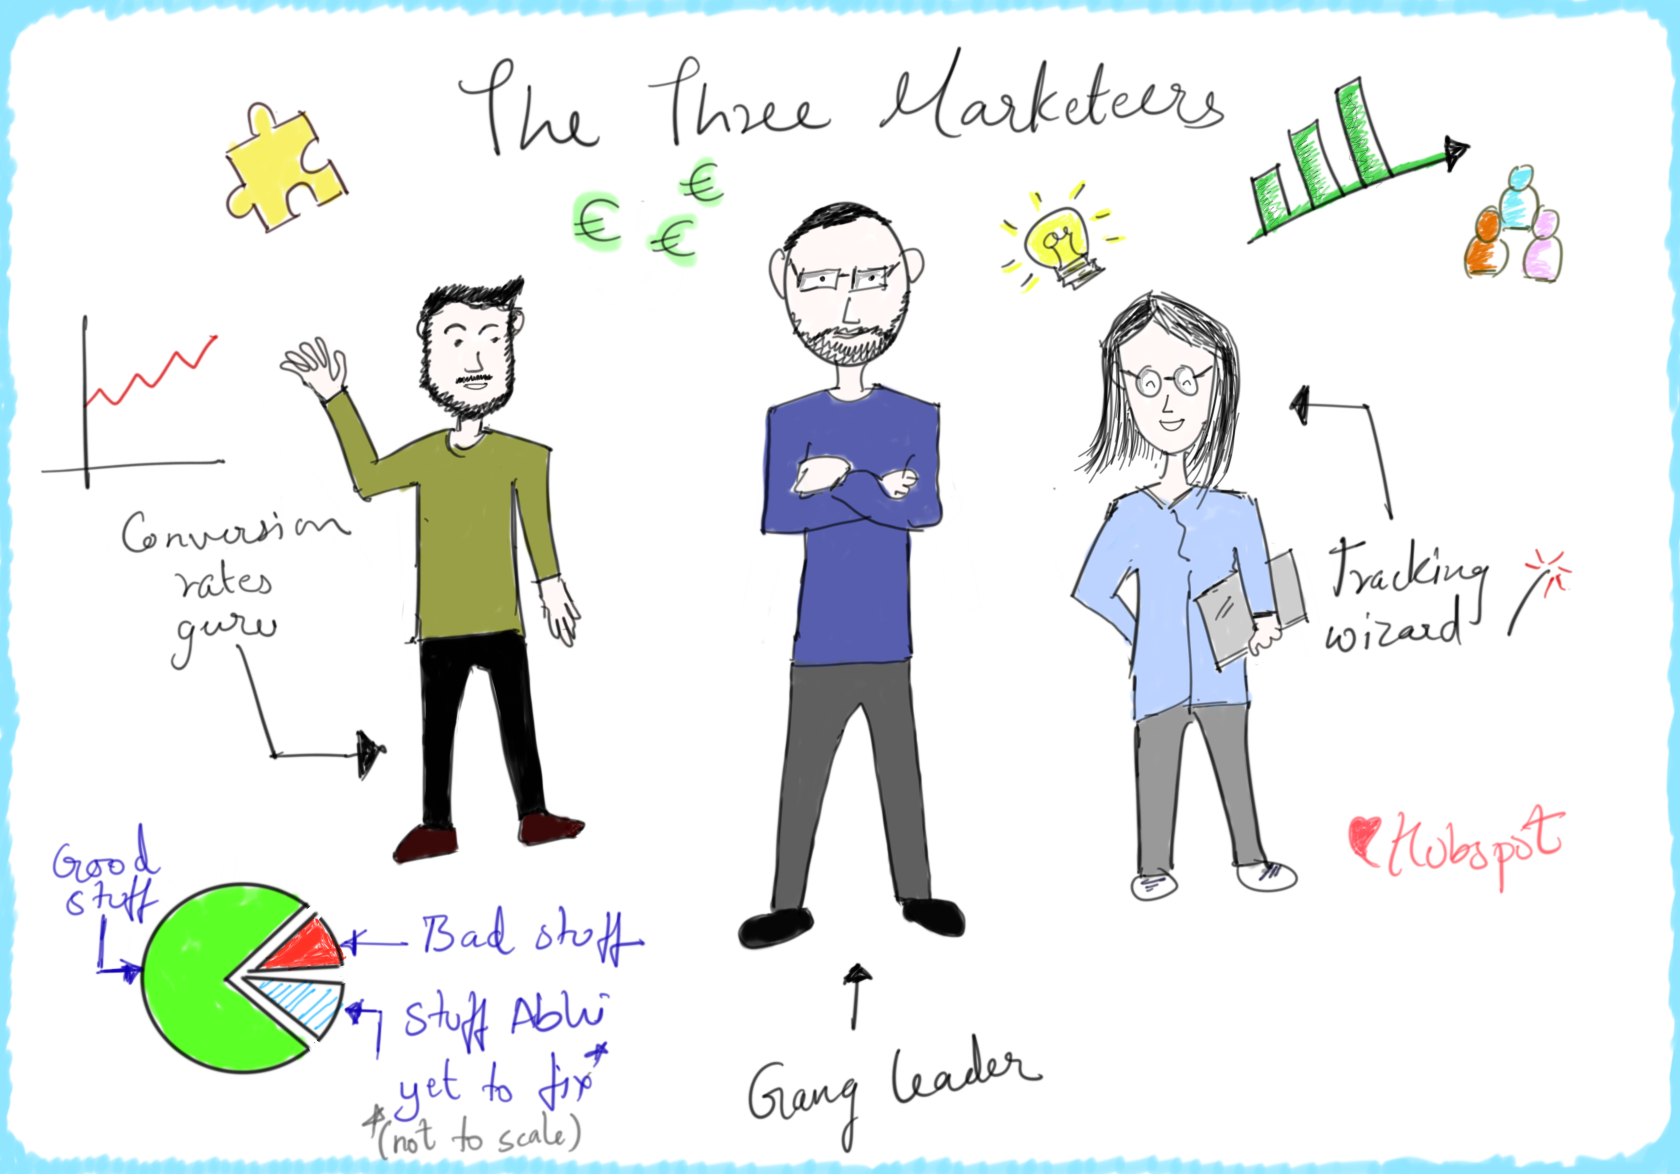 The Three Marketeers
€ € €
Conversion
rates
guru
Tracking
wizard
Hobspot
Good
stuff
Bad stuff
Stuff Abhi
yet to fix*
*(not to scale)
Gang leader